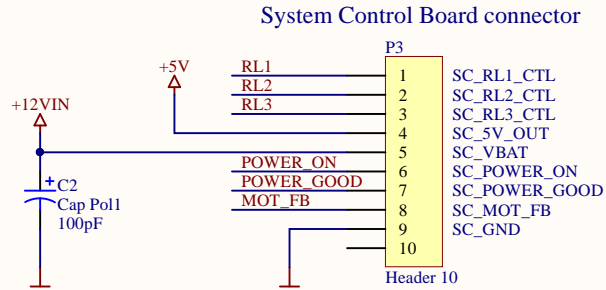 System Control Board connector
P3
+5V
+12VIN
RL1 1 SC_RL1_CTL
RL2 2 SC_RL2_CTL
RL3 3 SC_RL3_CTL
4 SC_5V_OUT
5 SC_VBAT
POWER_ON 6 SC_POWER_ON
POWER_GOOD 7 SC_POWER_GOOD
MOT_FB 8 SC_MOT_FB
9 SC_GND
10
+
C2
Cap Pol1
100pF
Header 10